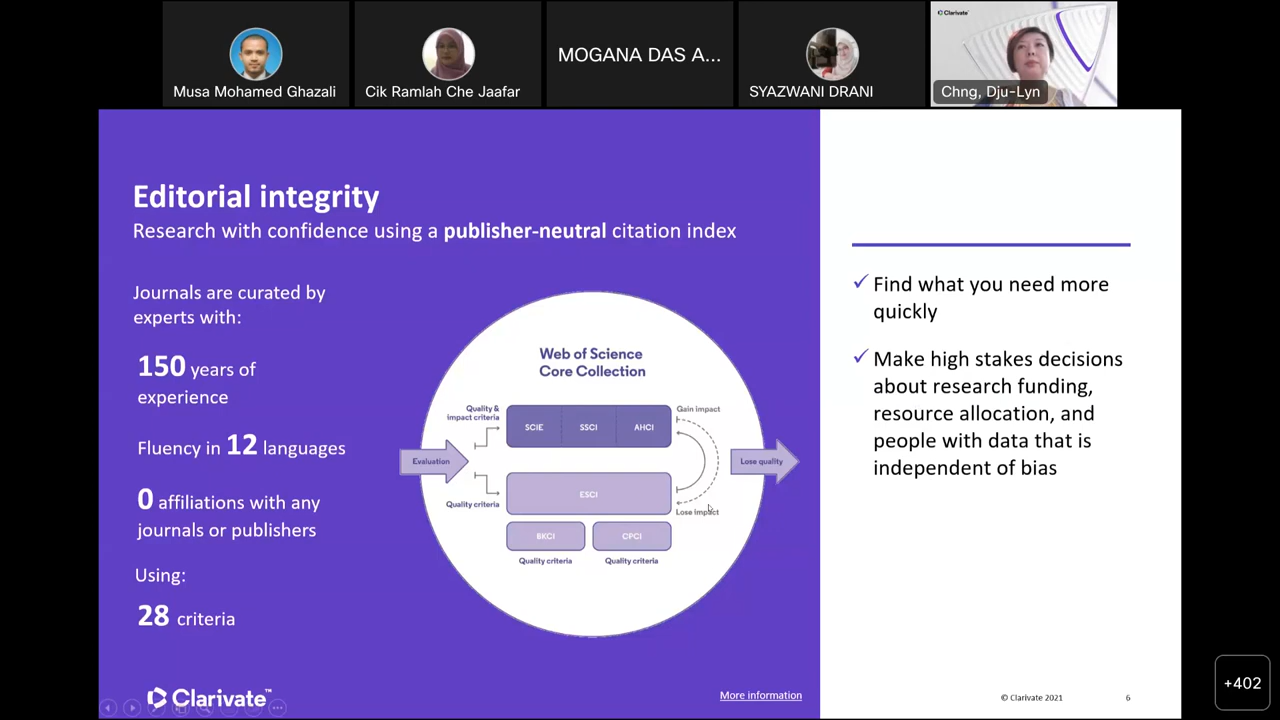 Clarivate
Musa Mohamed Ghazali
Cik Ramlah Che Jaafar
MOGANA DAS A...
SYAZWANI DRANI
Chng, Dju-Lyn
Editorial integrity
Research with confidence using a publisher-neutral citation index
Journals are curated by
experts with:
150 years of
experience
Fluency in 12 languages
0 affiliations with any
journals or publishers
Using:
28 criteria
Web of Science
Core Collection
Quality &
impact criteria
SCIE
SSCI
AHCI
Gain impact
Evaluation
Lose quality
Quality criteria
ESCI
Lose impact
BKCI
CPCI
Quality criteria
Quality criteria
✓ Find what you need more
quickly
✓ Make high stakes decisions
about research funding,
resource allocation, and
people with data that is
independent of bias
Clarivate™
More information
© Clarivate 2021
6
+402